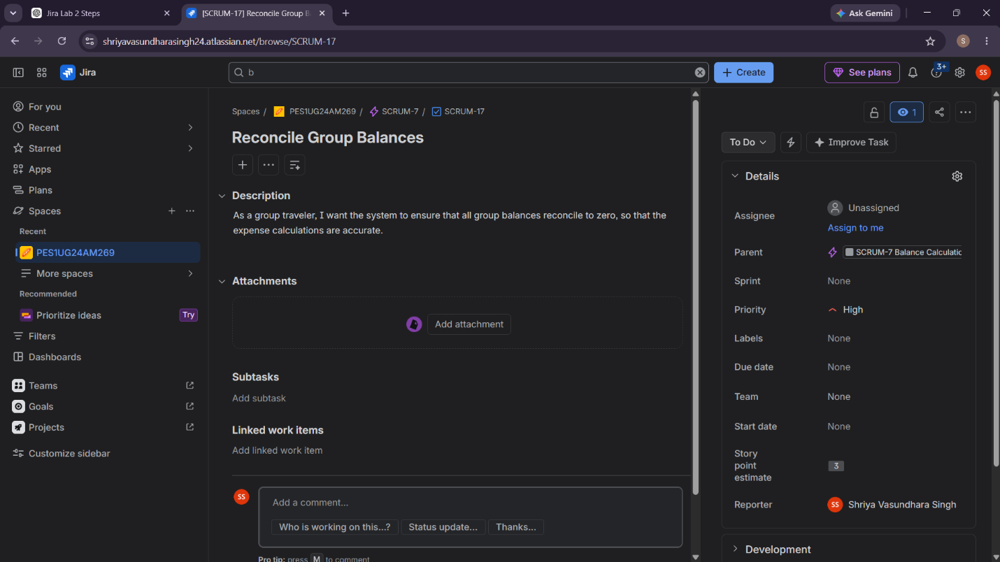 Jira Lab 2 Steps
[SCRUM-17] Reconcile Group B
Ask Gemini
shriyavasundharasingh24.atlassian.net/browse/SCRUM-17
S
Jira
b
Create
See plans
3+
SS
For you
Recent
Starred
Apps
Plans
Spaces
Recent
PES1UG24AM269
More spaces
Recommended
Prioritize ideas
Try
Filters
Dashboards
Teams
Goals
Projects
Customize sidebar
Spaces / PES1UG24AM269 / SCRUM-7 / SCRUM-17
Reconcile Group Balances
Description
As a group traveler, I want the system to ensure that all group balances reconcile to zero, so that the
expense calculations are accurate.
Attachments
Add attachment
Subtasks
Add subtask
Linked work items
Add linked work item
SS
Add a comment...
Who is working on this...? Status update... Thanks...
Pro tip: press M to comment
1
To Do
Improve Task
Details
Assignee
Unassigned
Assign to me
Parent
SCRUM-7 Balance Calculatic
Sprint
None
Priority
High
Labels
None
Due date
None
Team
None
Start date
None
Story
point
estimate
3
Reporter
SS Shriya Vasundhara Singh
Development